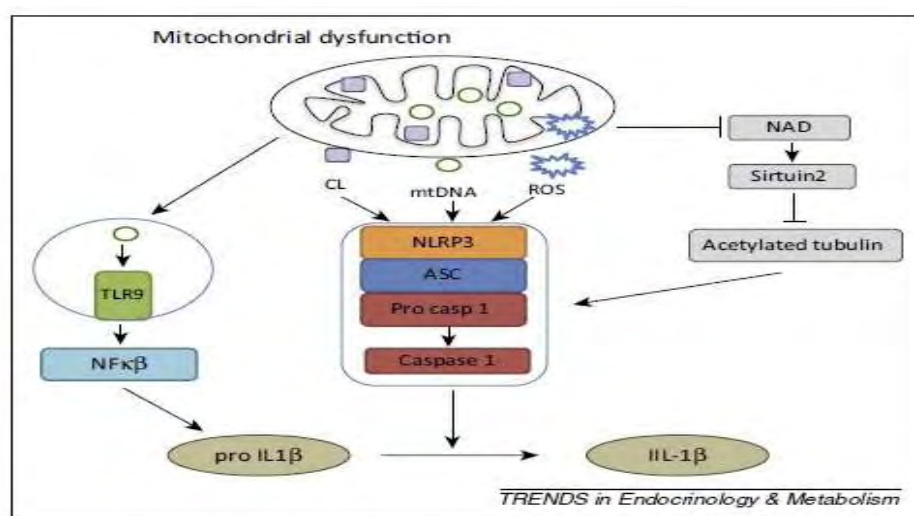 Mitochondrial dysfunction
NAD
Sirtuin2
Acetylated tubulin
CL
mtDNA
ROS
NLRP3
ASC
Pro casp 1
Caspase 1
TLR9
NFκβ
pro IL1β
IIL-1β
TRENDS in Endocrinology & Metabolism